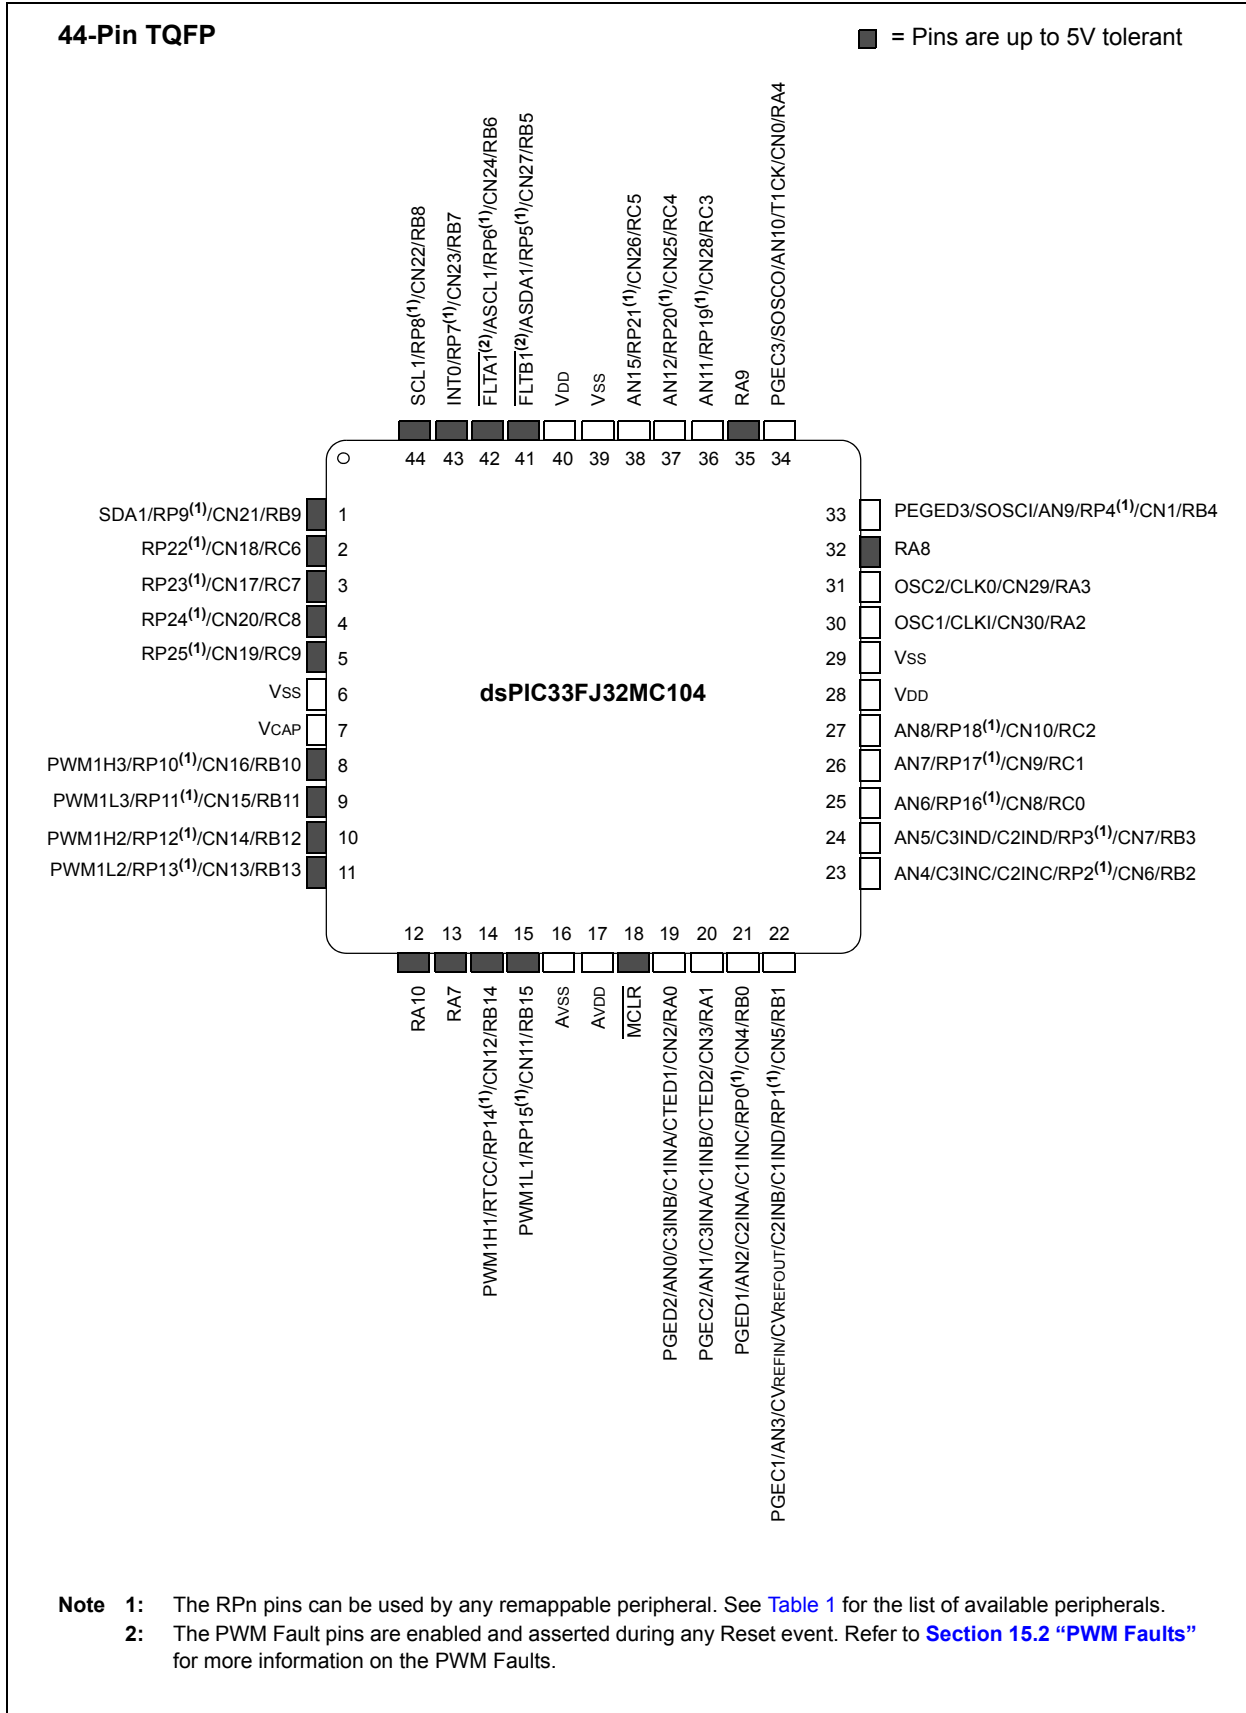 44-Pin TQFP
= Pins are up to 5V tolerant
SCL1/RP8(1)/CN22/RB8
INT0/RP7(1)/CN23/RB7
FLTA1(2)/ASCL1/RP6(1)/CN24/RB6
FLTB1(2)/ASDA1/RP5(1)/CN27/RB5
VDD
VSS
AN15/RP21(1)/CN26/RC5
AN12/RP20(1)/CN25/RC4
AN11/RP19(1)/CN28/RC3
RA9
PGEC3/SOSCO/AN10/T1CK/CN0/RA4
44 43 42 41 40 39 38 37 36 35 34
SDA1/RP9(1)/CN21/RB9 1
RP22(1)/CN18/RC6 2
RP23(1)/CN17/RC7 3
RP24(1)/CN20/RC8 4
RP25(1)/CN19/RC9 5
VSS 6
VCAP 7
PWM1H3/RP10(1)/CN16/RB10 8
PWM1L3/RP11(1)/CN15/RB11 9
PWM1H2/RP12(1)/CN14/RB12 10
PWM1L2/RP13(1)/CN13/RB13 11
dsPIC33FJ32MC104
33 PEGED3/SOSCI/AN9/RP4(1)/CN1/RB4
32 RA8
31 OSC2/CLK0/CN29/RA3
30 OSC1/CLKI/CN30/RA2
29 VSS
28 VDD
27 AN8/RP18(1)/CN10/RC2
26 AN7/RP17(1)/CN9/RC1
25 AN6/RP16(1)/CN8/RC0
24 AN5/C3IND/C2IND/RP3(1)/CN7/RB3
23 AN4/C3INC/C2INC/RP2(1)/CN6/RB2
12 13 14 15 16 17 18 19 20 21 22
RA10
RA7
PWM1H1/RTCC/RP14(1)/CN12/RB14
PWM1L1/RP15(1)/CN11/RB15
AVSS
AVDD
MCLR
PGED2/AN0/C3INB/C1INA/CTED1/CN2/RA0
PGEC2/AN1/C3INA/C1INB/CTED2/CN3/RA1
PGED1/AN2/C2INA/C1INC/RP0(1)/CN4/RB0
PGEC1/AN3/CVREFIN/CVREFOUT/C2INB/C1IND/RP1(1)/CN5/RB1
Note 1: The RPn pins can be used by any remappable peripheral. See Table 1 for the list of available peripherals.
2: The PWM Fault pins are enabled and asserted during any Reset event. Refer to Section 15.2 “PWM Faults”
for more information on the PWM Faults.